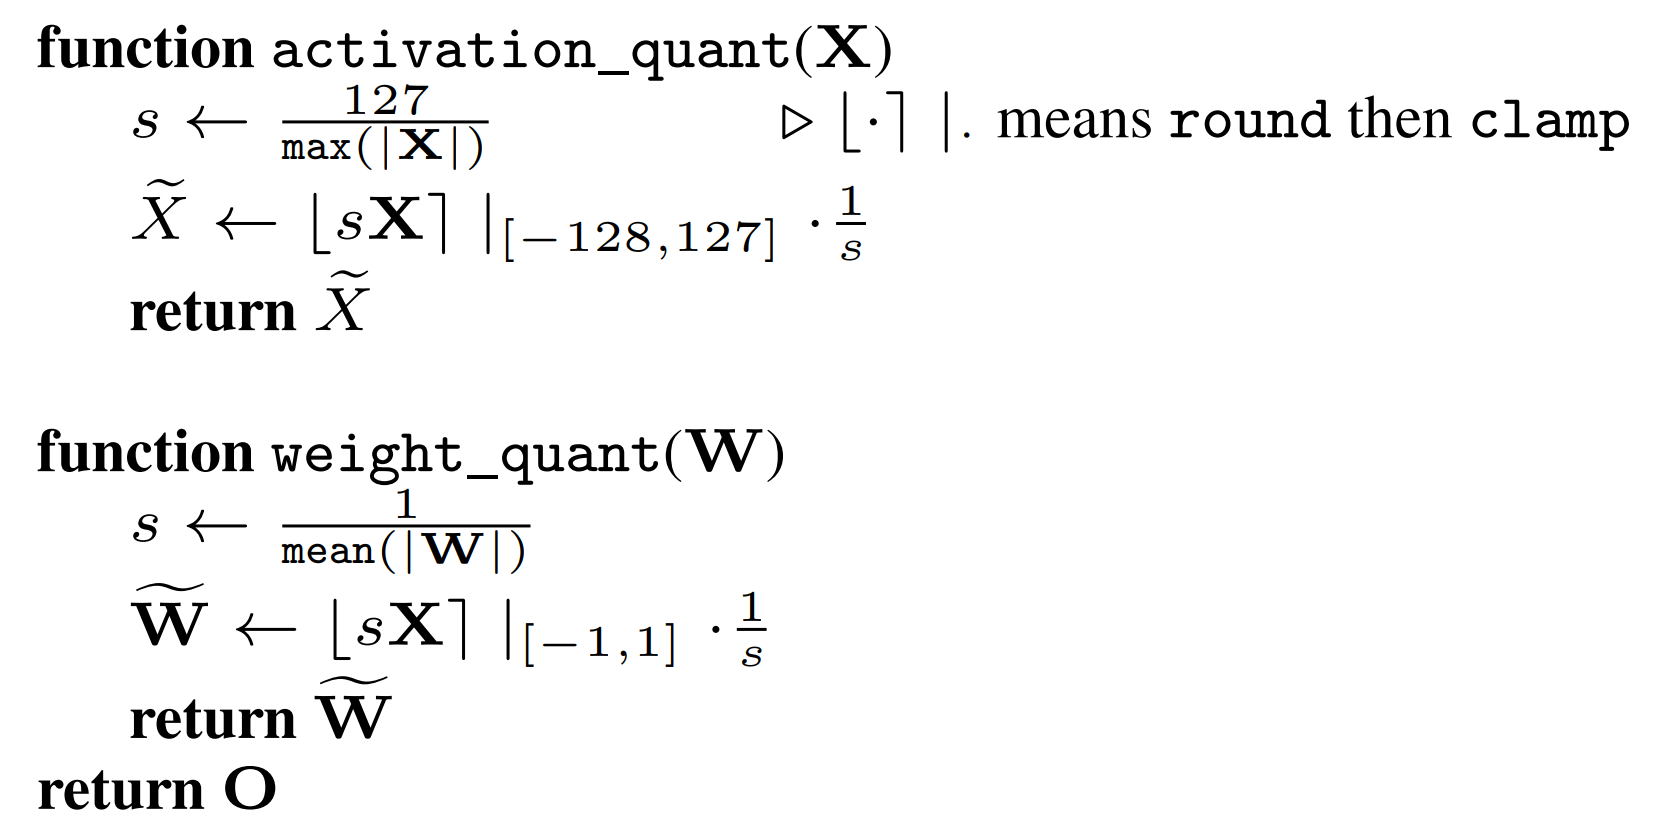 function activation_quant(X)
s ← 127 / max(|X|) ▷ ⌊·⌉ |. means round then clamp
X̃ ← ⌊sX⌉ |[−128,127] · 1/s
return X̃
function weight_quant(W)
s ← 1 / mean(|W|)
W̃ ← ⌊sX⌉ |[−1,1] · 1/s
return W̃
return O